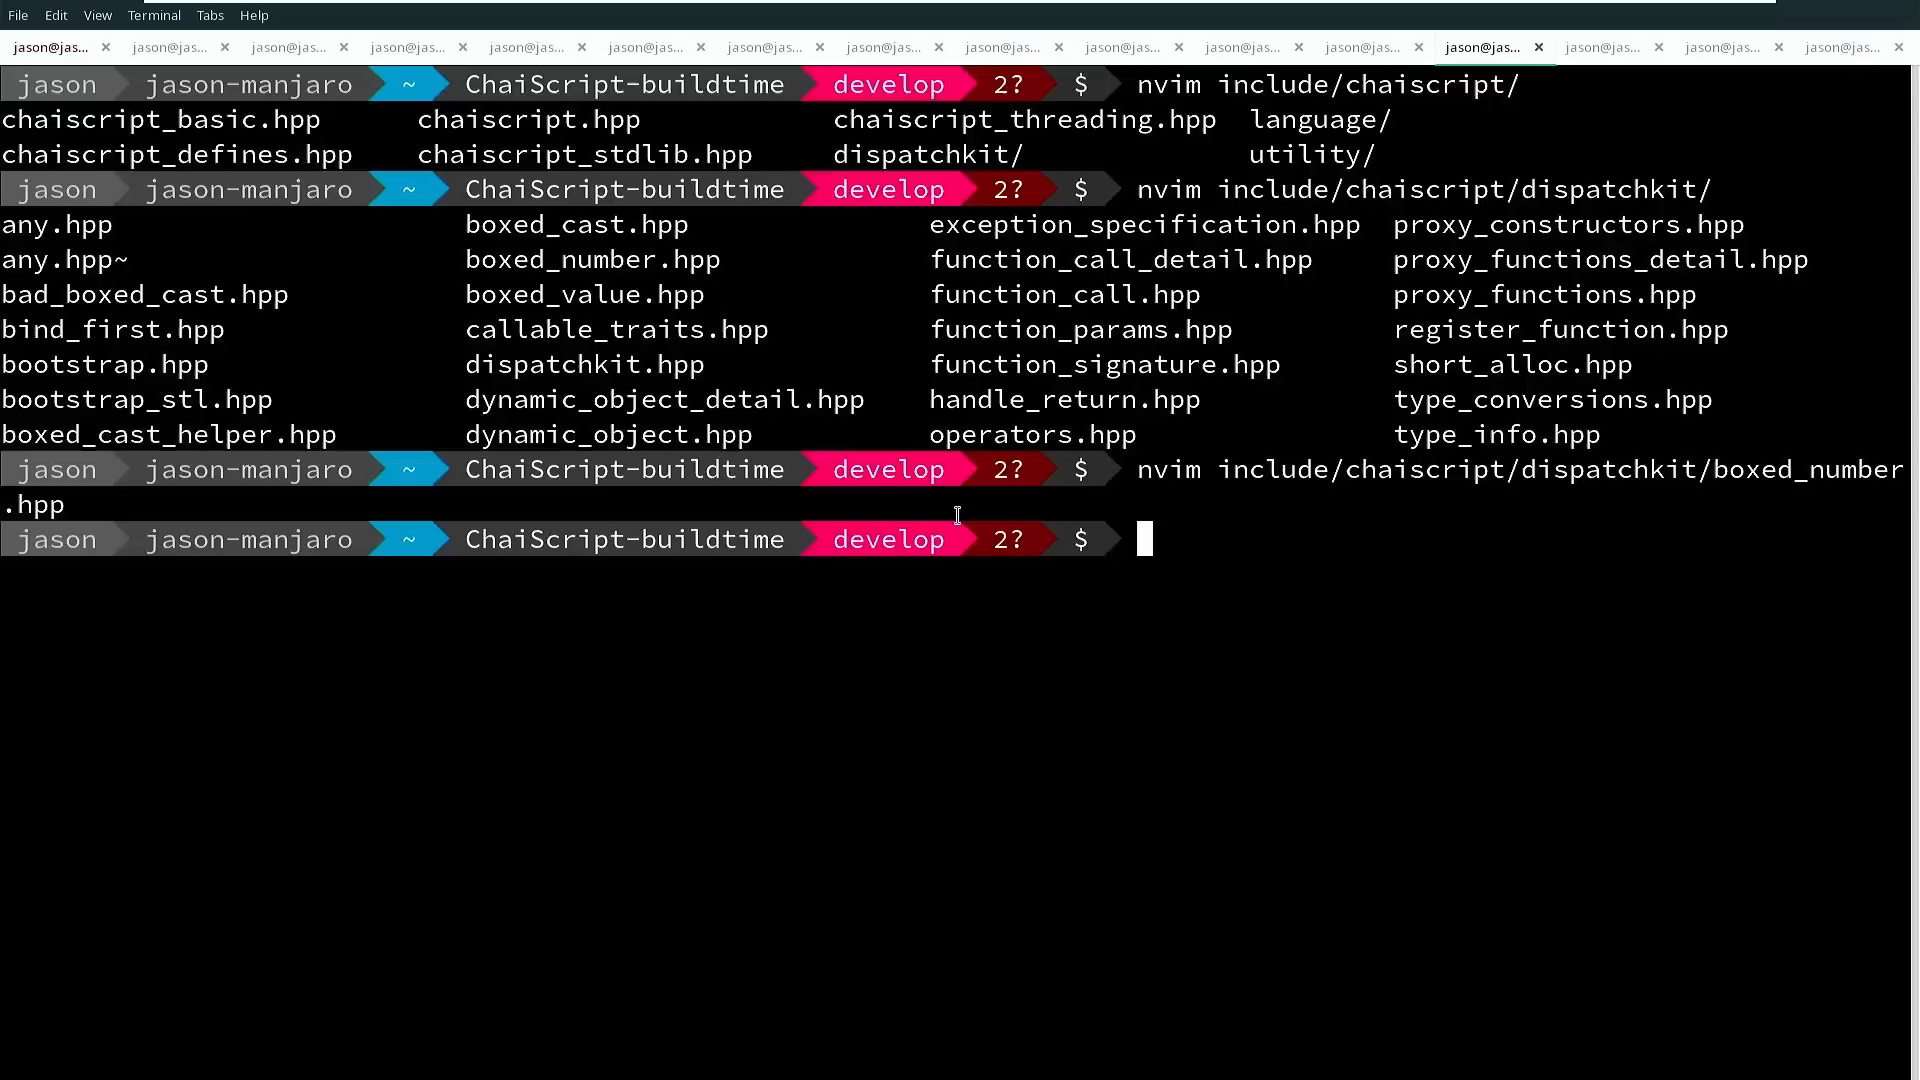 File Edit View Terminal Tabs Help
jason@jas... × jason@jas... × jason@jas... × jason@jas... × jason@jas... × jason@jas... × jason@jas... × jason@jas... × jason@jas... × jason@jas... × jason@jas... × jason@jas... × jason@jas... × jason@jas... × jason@jas... × jason@jas... ×
jason jason-manjaro ~ ChaiScript-buildtime develop 2? $ nvim include/chaiscript/
chaiscript_basic.hpp chaiscript.hpp chaiscript_threading.hpp language/
chaiscript_defines.hpp chaiscript_stdlib.hpp dispatchkit/ utility/
jason jason-manjaro ~ ChaiScript-buildtime develop 2? $ nvim include/chaiscript/dispatchkit/
any.hpp boxed_cast.hpp exception_specification.hpp proxy_constructors.hpp
any.hpp~ boxed_number.hpp function_call_detail.hpp proxy_functions_detail.hpp
bad_boxed_cast.hpp boxed_value.hpp function_call.hpp proxy_functions.hpp
bind_first.hpp callable_traits.hpp function_params.hpp register_function.hpp
bootstrap.hpp dispatchkit.hpp function_signature.hpp short_alloc.hpp
bootstrap_stl.hpp dynamic_object_detail.hpp handle_return.hpp type_conversions.hpp
boxed_cast_helper.hpp dynamic_object.hpp operators.hpp type_info.hpp
jason jason-manjaro ~ ChaiScript-buildtime develop 2? $ nvim include/chaiscript/dispatchkit/boxed_number
.hpp
jason jason-manjaro ~ ChaiScript-buildtime develop 2? $